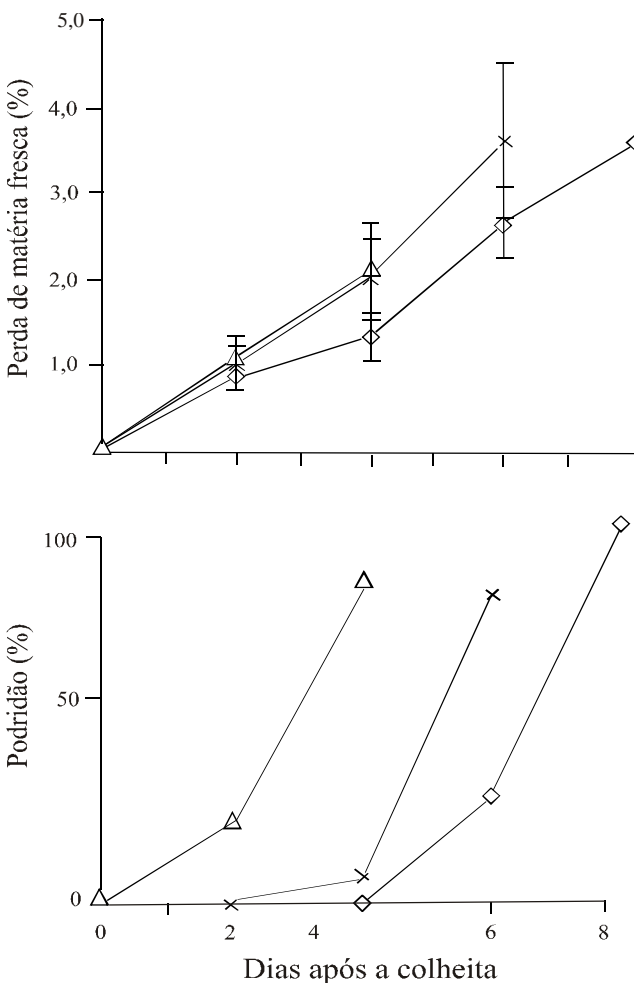 5,0
4,0
3,0
2,0
1,0
Perda de matéria fresca (%)
100
50
0
Podridão (%)
0 2 4 6 8
Dias após a colheita